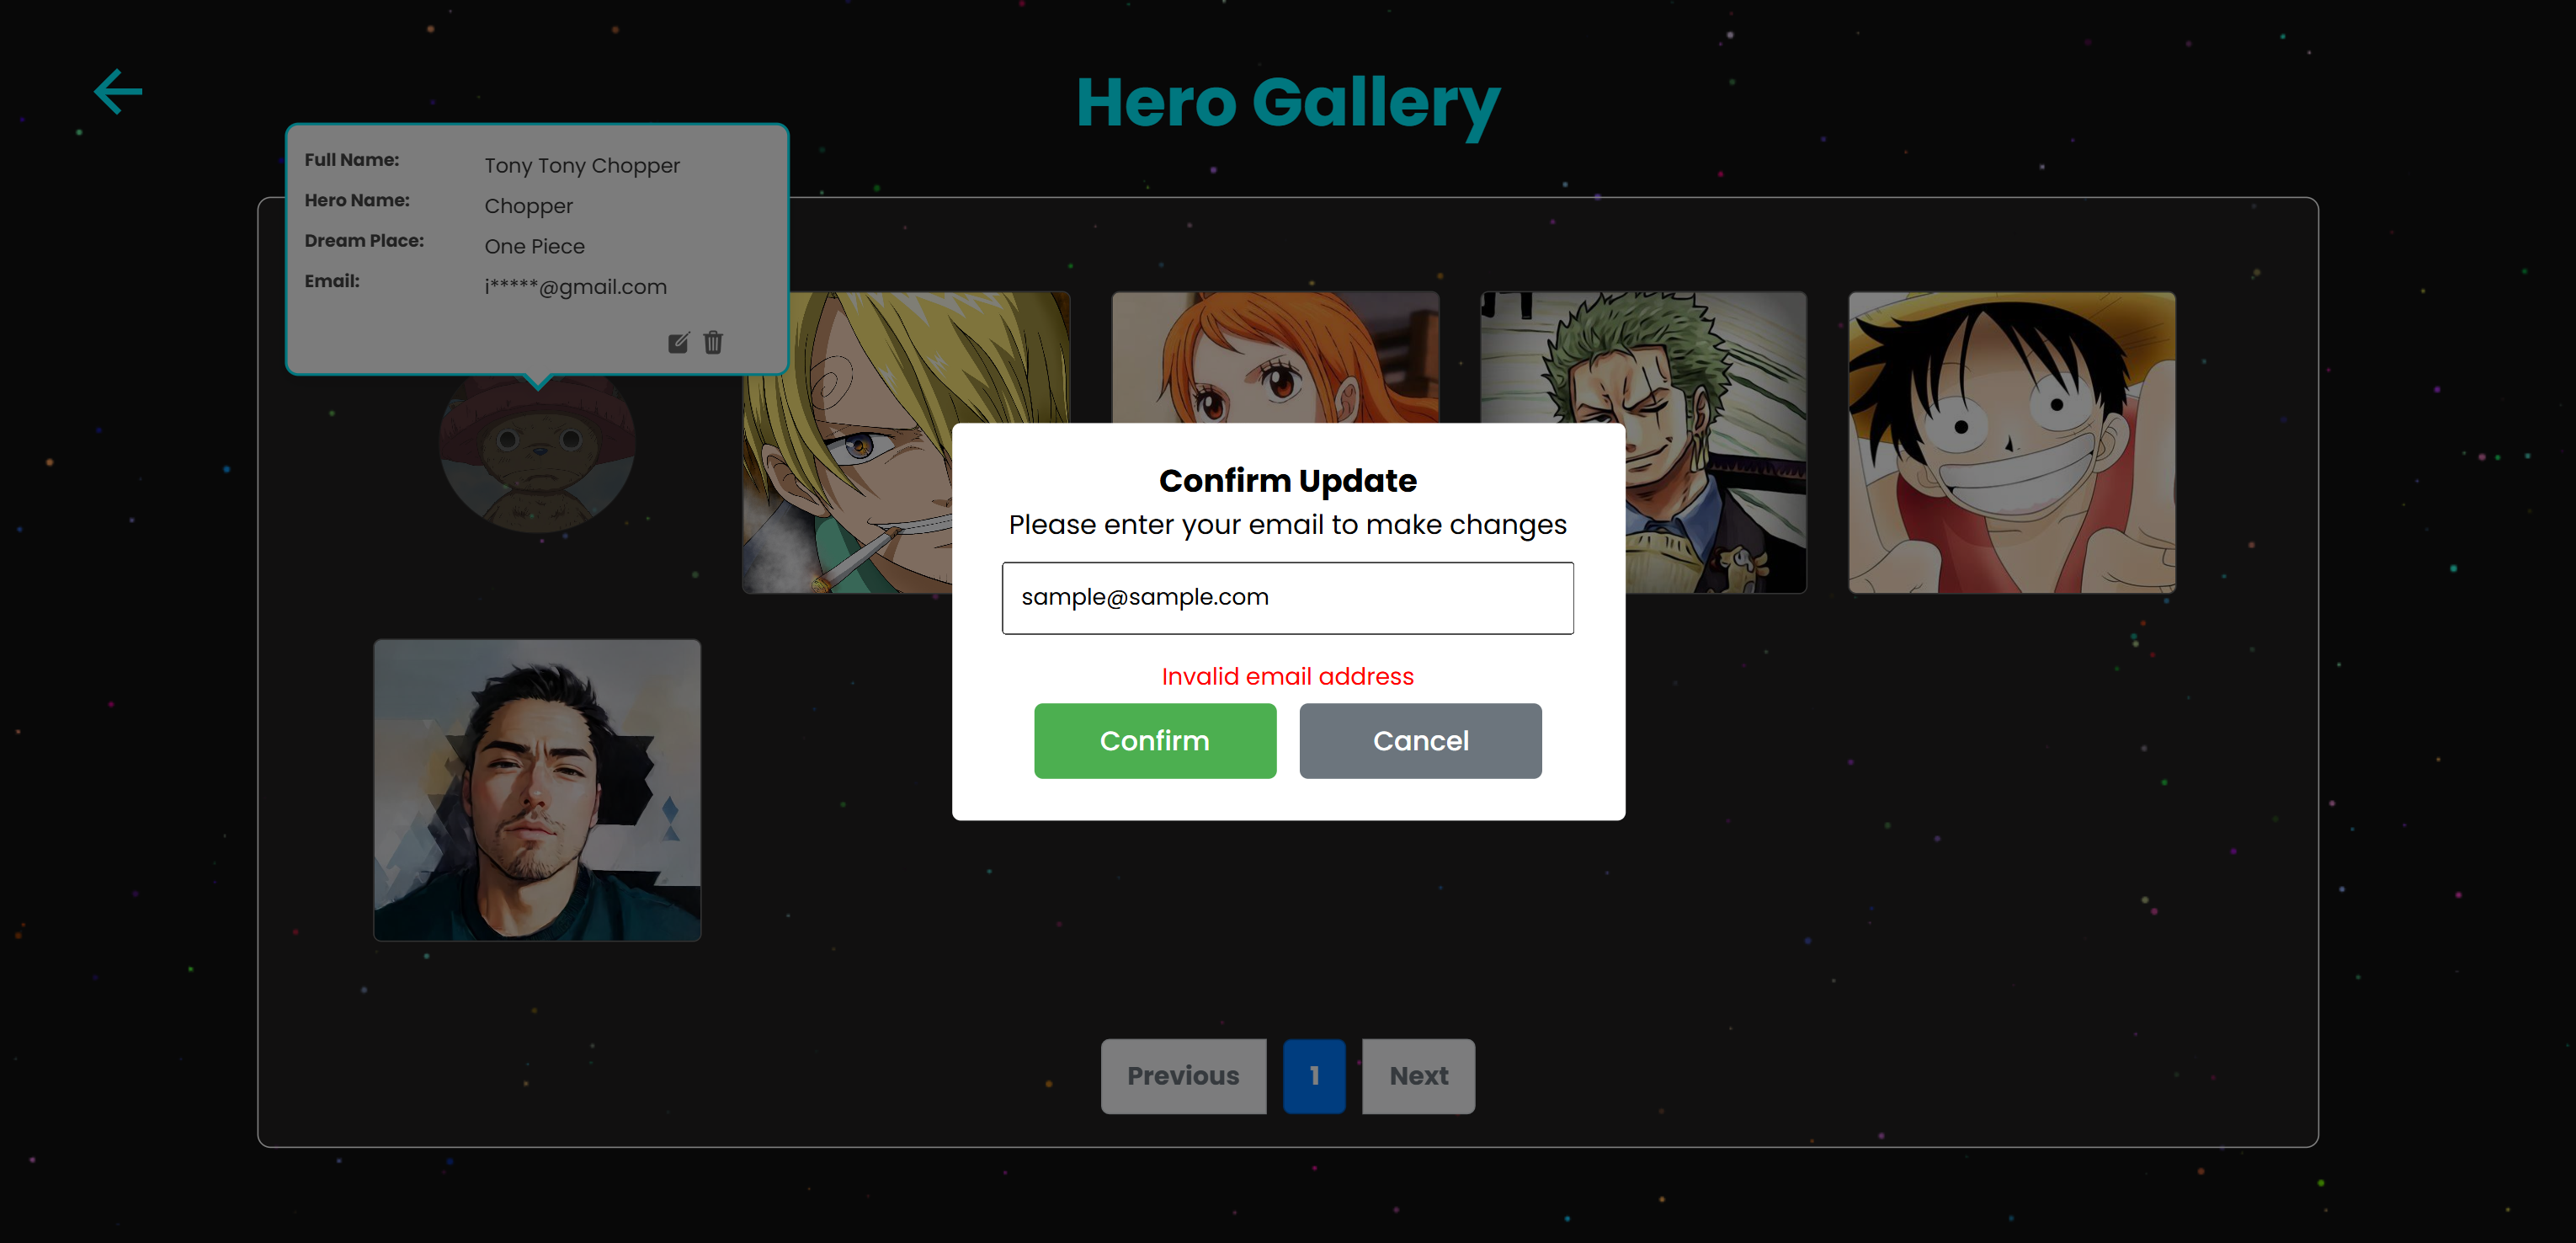 Hero Gallery
Full Name: Tony Tony Chopper
Hero Name: Chopper
Dream Place: One Piece
Email: i*****@gmail.com
Confirm Update
Please enter your email to make changes
sample@sample.com
Invalid email address
Confirm Cancel
Previous 1 Next